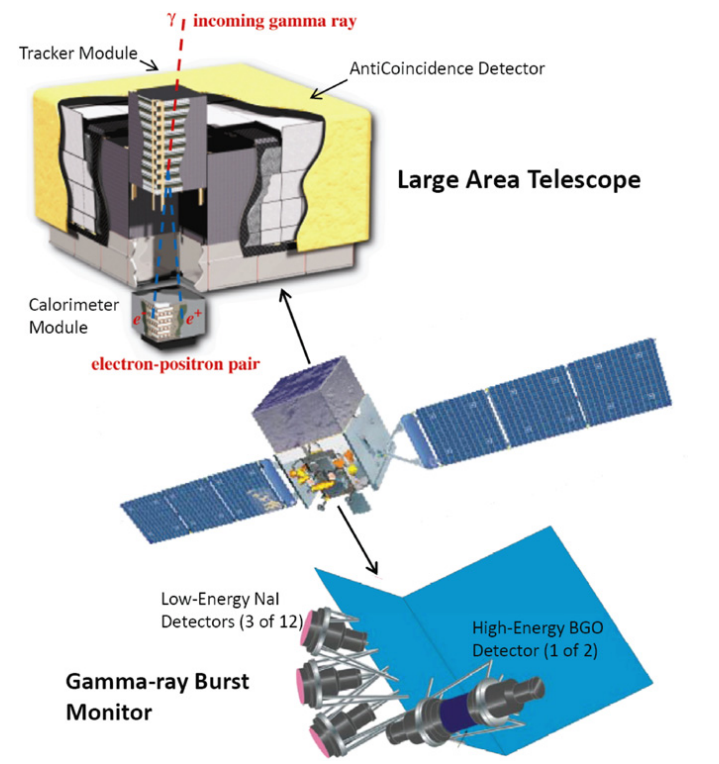 γ incoming gamma ray
Tracker Module
AntiCoincidence Detector
Large Area Telescope
Calorimeter
Module
e⁻ e⁺
electron-positron pair
Low-Energy NaI
Detectors (3 of 12)
High-Energy BGO
Detector (1 of 2)
Gamma-ray Burst
Monitor